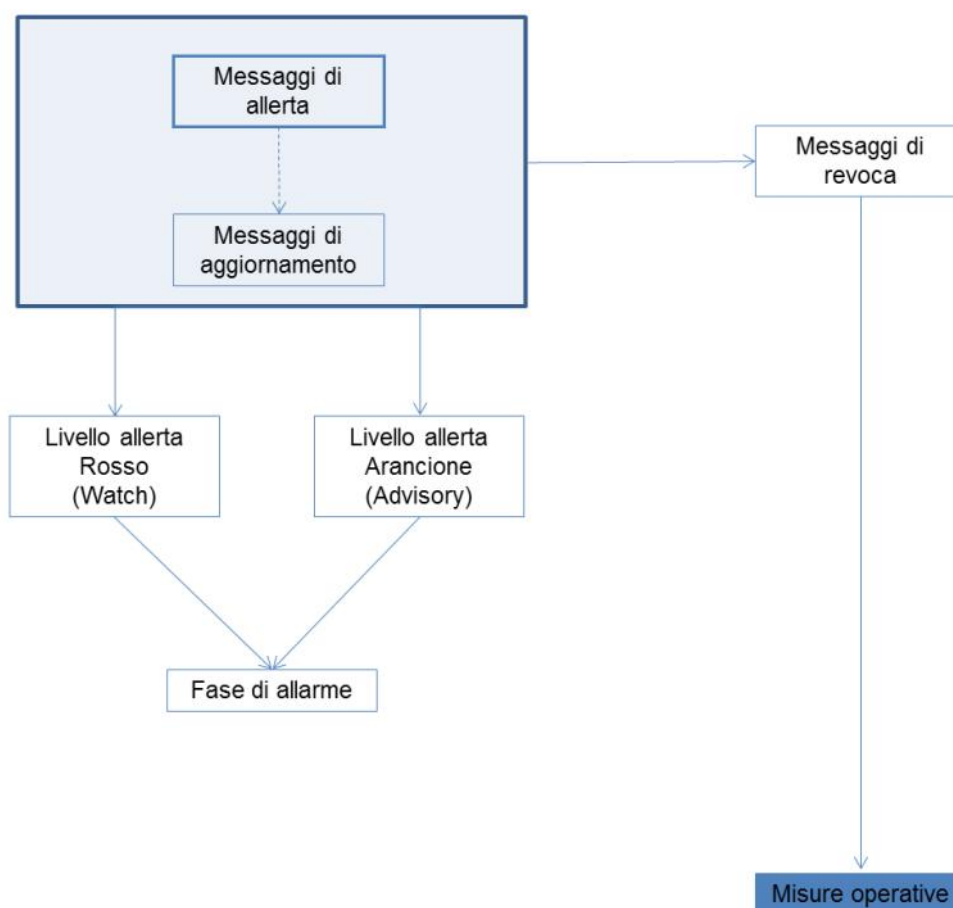 Messaggi di
allerta
Messaggi di
aggiornamento
Messaggi di
revoca
Livello allerta
Rosso
(Watch)
Livello allerta
Arancione
(Advisory)
Fase di allarme
Misure operative